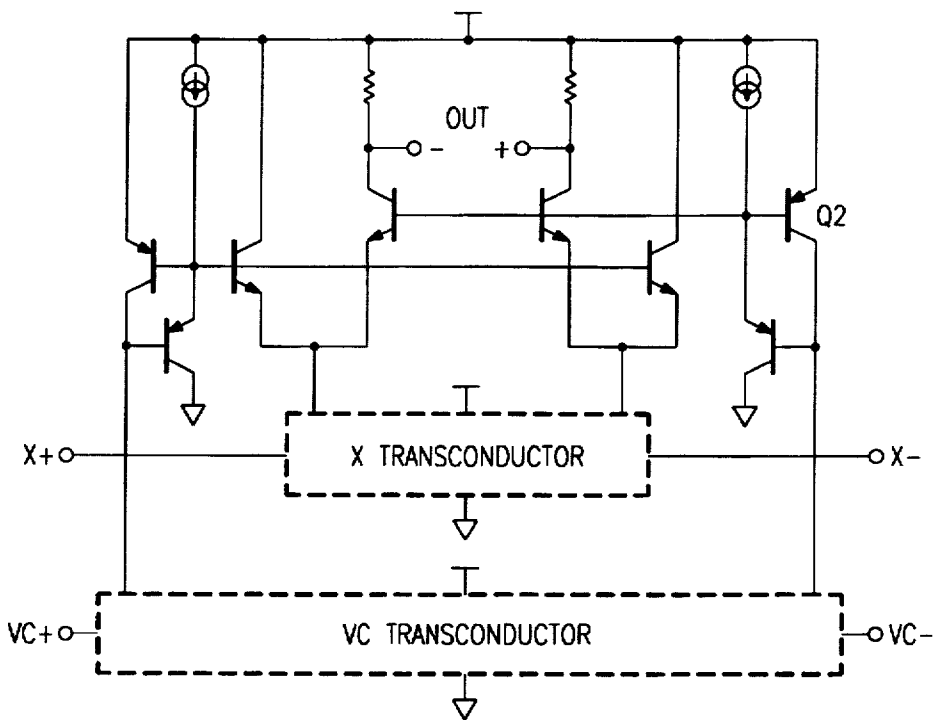 OUT
- +
Q2
X+ X TRANSCONDUCTOR X-
VC+ VC TRANSCONDUCTOR VC-